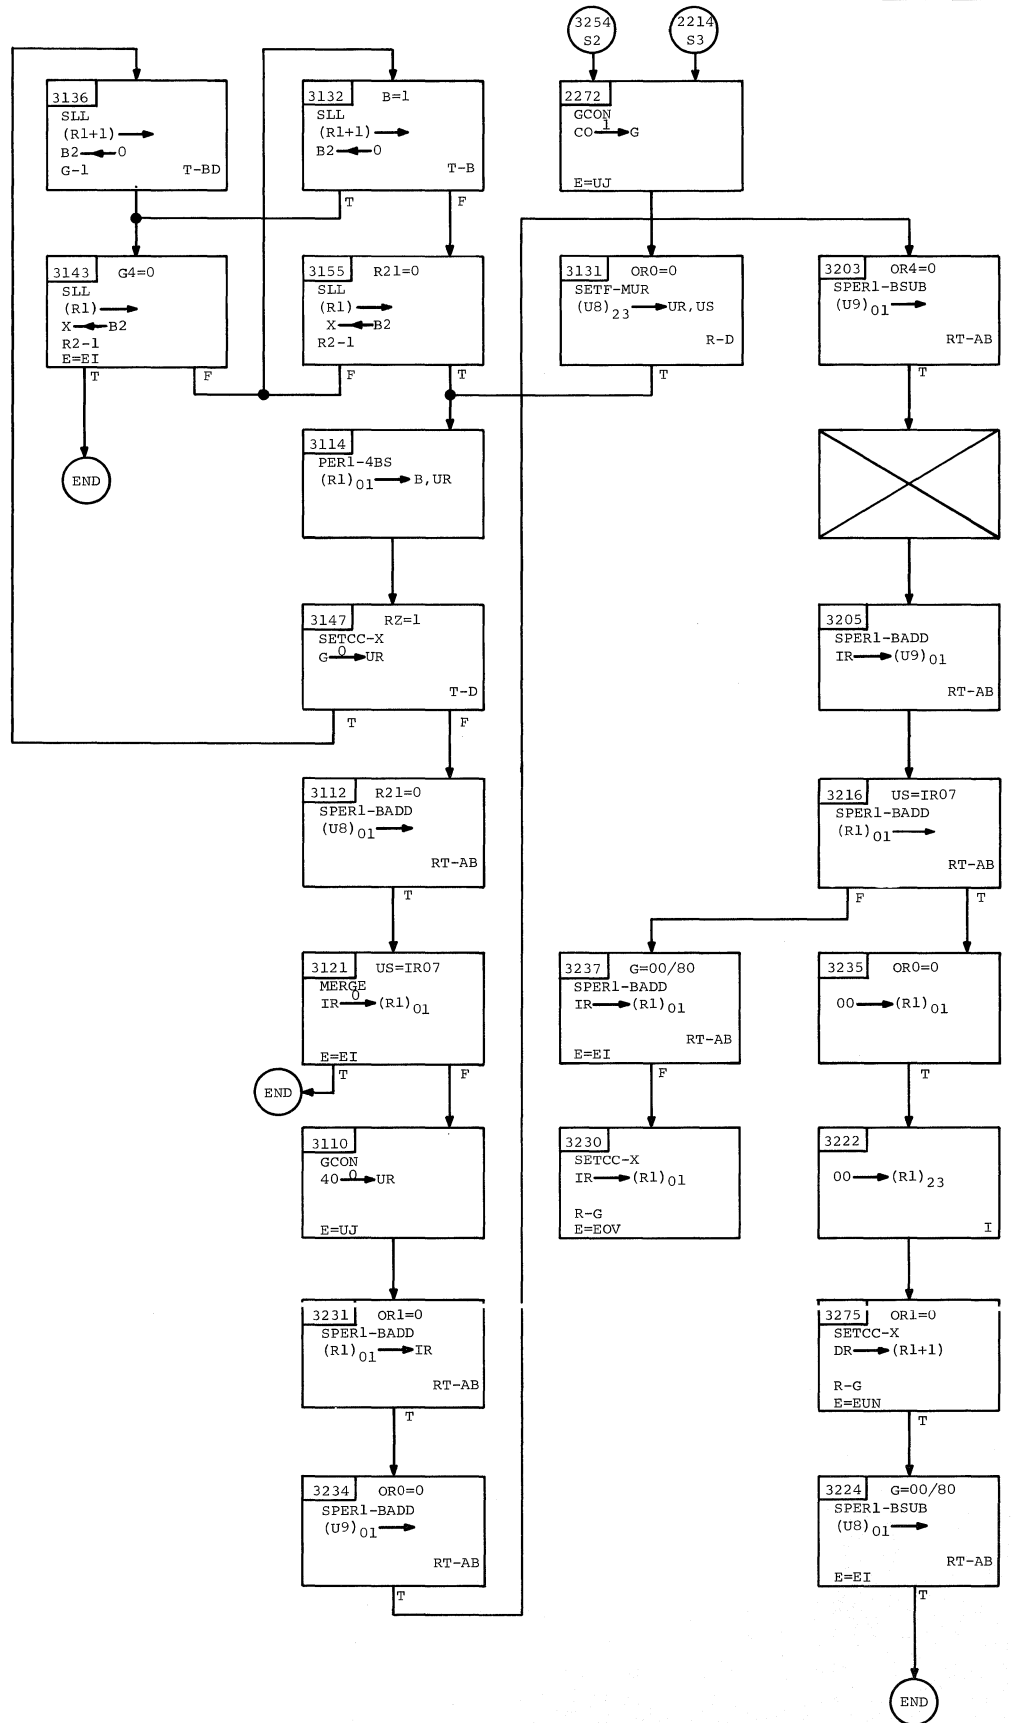 3254
S2
2214
S3
3136
SLL
(R1+1)
B2 0
G-1
T-BD
3132
B=1
SLL
(R1+1)
B2 0
T-B
T
F
2272
GCON
CO 1 G
E=UJ
3143
G4=0
SLL
(R1)
X B2
R2-1
E=EI
T
F
END
3155
R21=0
SLL
(R1)
X B2
R2-1
F
T
3131
OR0=0
SETF-MUR
(U8)23 UR,US
R-D
T
3203
OR4=0
SPER1-BSUB
(U9)01
RT-AB
T
3114
PER1-4BS
(R1)01 B,UR
3147
RZ=1
SETCC-X
G 0 UR
T-D
T
F
3205
SPER1-BADD
IR (U9)01
RT-AB
3112
R21=0
SPER1-BADD
(U8)01
RT-AB
T
3216
US=IR07
SPER1-BADD
(R1)01
RT-AB
F
T
3121
US=IR07
MERGE
IR 0 (R1)01
E=EI
T
F
END
3237
G=00/80
SPER1-BADD
IR (R1)01
RT-AB
E=EI
F
3235
OR0=0
00 (R1)01
T
3110
GCON
40 0 UR
E=UJ
3230
SETCC-X
IR (R1)01
R-G
E=EOV
3222
00 (R1)23
I
3231
OR1=0
SPER1-BADD
(R1)01 IR
RT-AB
T
3275
OR1=0
SETCC-X
DR (R1+1)
R-G
E=EUN
T
3234
OR0=0
SPER1-BADD
(U9)01
RT-AB
T
3224
G=00/80
SPER1-BSUB
(U8)01
RT-AB
E=EI
T
END